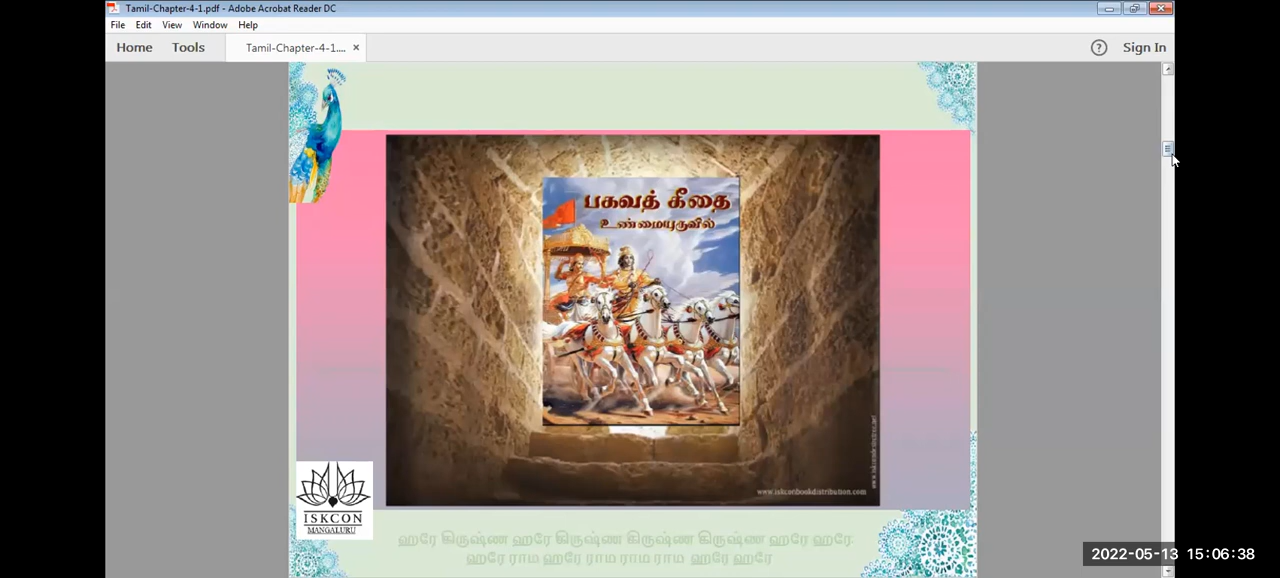 Tamil-Chapter-4-1.pdf - Adobe Acrobat Reader DC
File Edit View Window Help
Home Tools Tamil-Chapter-4-1.... × ? Sign In
பகவத் கீதை
உண்மையுருவில்
www.iskconbookdistribution.com
ISKCON
MANGALURU
ஹரே கிருஷ்ண ஹரே கிருஷ்ண கிருஷ்ண கிருஷ்ண ஹரே ஹரே
ஹரே ராம ஹரே ராம ராம ராம ஹரே ஹரே
2022-05-13 15:06:38